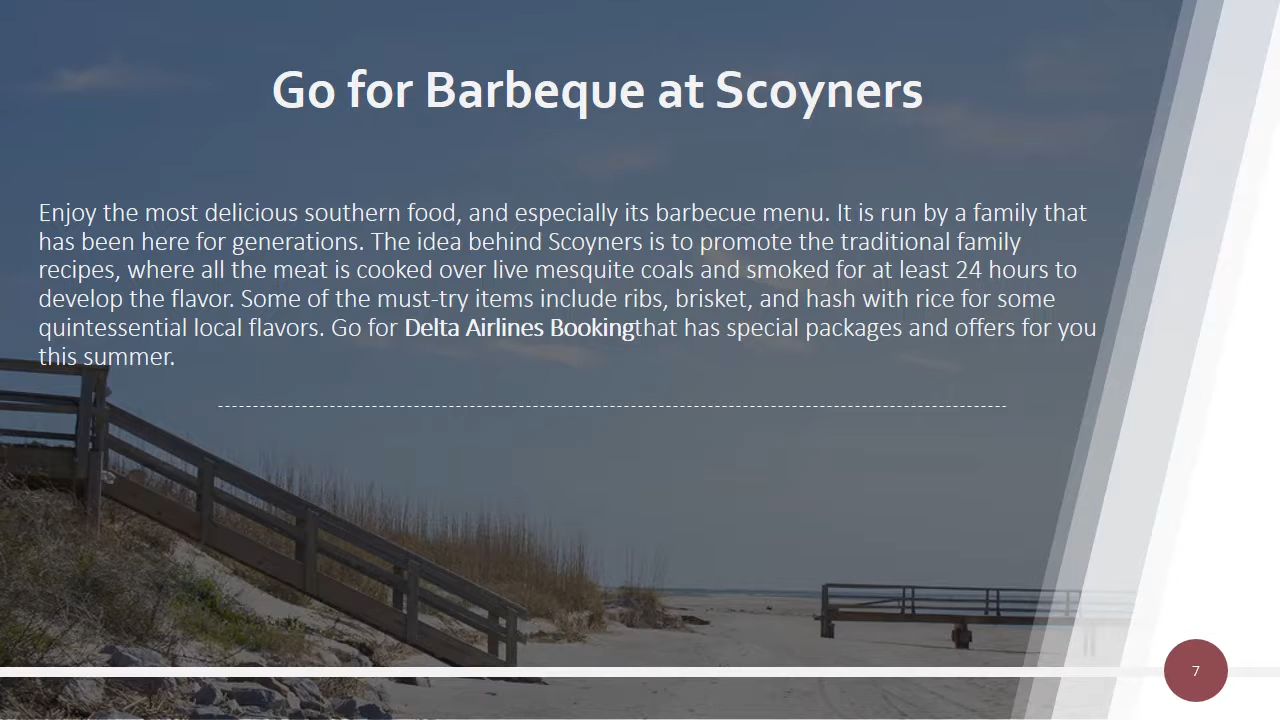 Go for Barbeque at Scoyners
Enjoy the most delicious southern food, and especially its barbecue menu. It is run by a family that
has been here for generations. The idea behind Scoyners is to promote the traditional family
recipes, where all the meat is cooked over live mesquite coals and smoked for at least 24 hours to
develop the flavor. Some of the must-try items include ribs, brisket, and hash with rice for some
quintessential local flavors. Go for Delta Airlines Bookingthat has special packages and offers for you
this summer.
7